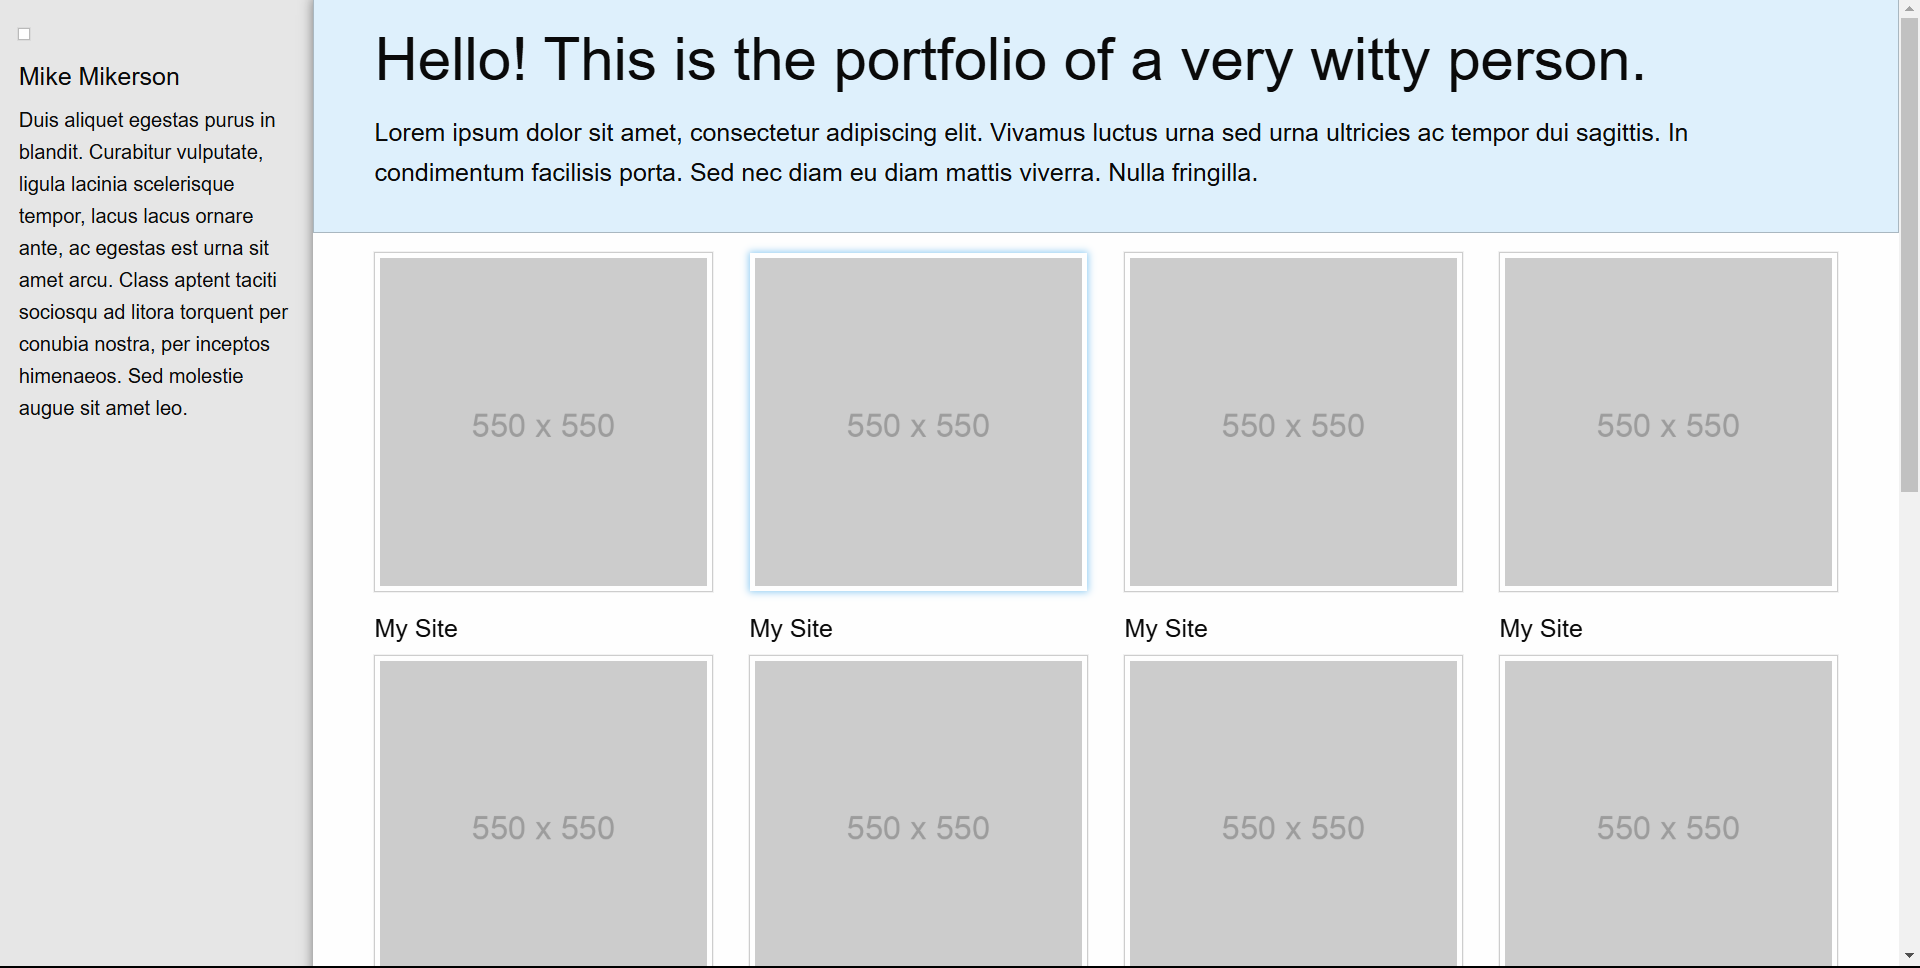 Mike Mikerson
Duis aliquet egestas purus in
blandit. Curabitur vulputate,
ligula lacinia scelerisque
tempor, lacus lacus ornare
ante, ac egestas est urna sit
amet arcu. Class aptent taciti
sociosqu ad litora torquent per
conubia nostra, per inceptos
himenaeos. Sed molestie
augue sit amet leo.
Hello! This is the portfolio of a very witty person.
Lorem ipsum dolor sit amet, consectetur adipiscing elit. Vivamus luctus urna sed urna ultricies ac tempor dui sagittis. In
condimentum facilisis porta. Sed nec diam eu diam mattis viverra. Nulla fringilla.
550 x 550
550 x 550
550 x 550
550 x 550
My Site
My Site
My Site
My Site
550 x 550
550 x 550
550 x 550
550 x 550